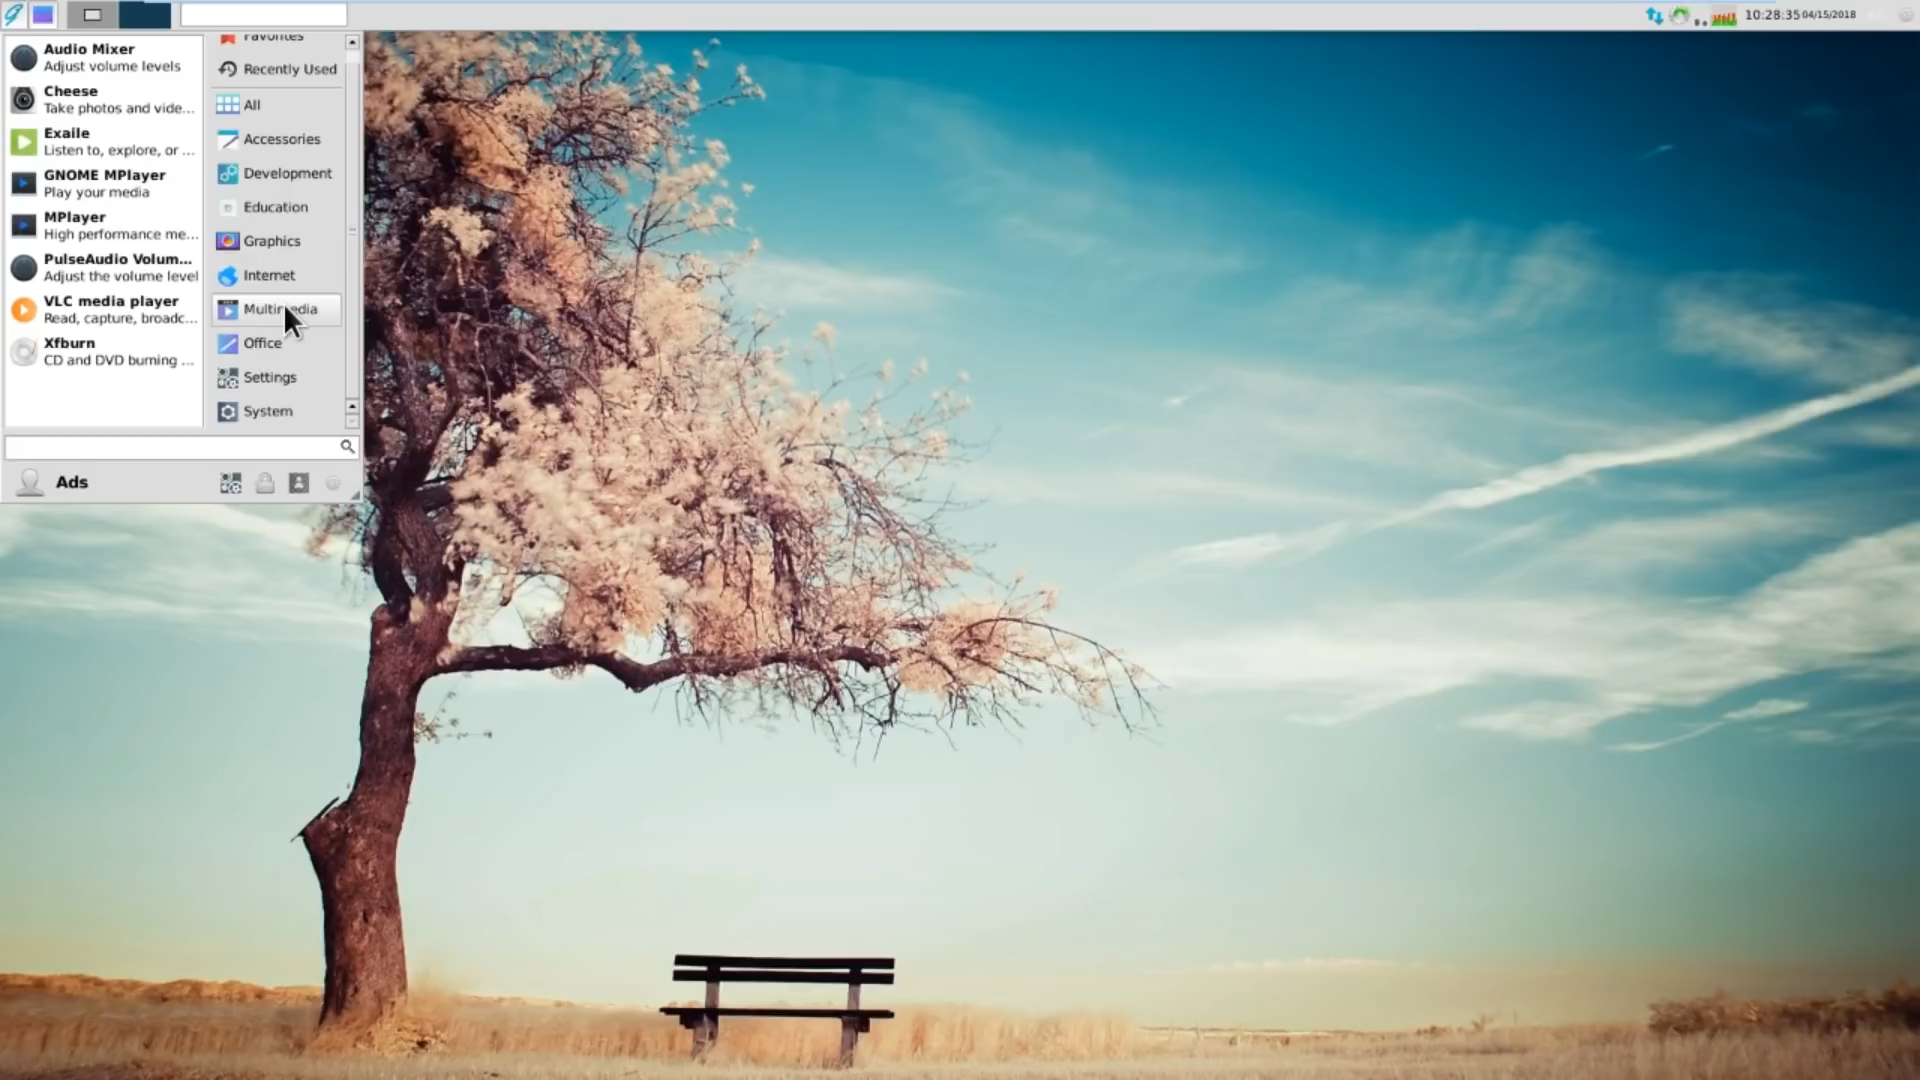 10:28:35 04/15/2018
Audio Mixer
Adjust volume levels
Cheese
Take photos and vide...
Exaile
Listen to, explore, or ...
GNOME MPlayer
Play your media
MPlayer
High performance me...
PulseAudio Volum...
Adjust the volume level
VLC media player
Read, capture, broadc...
Xfburn
CD and DVD burning ...
Favorites
Recently Used
All
Accessories
Development
Education
Graphics
Internet
Multimedia
Office
Settings
System
Ads